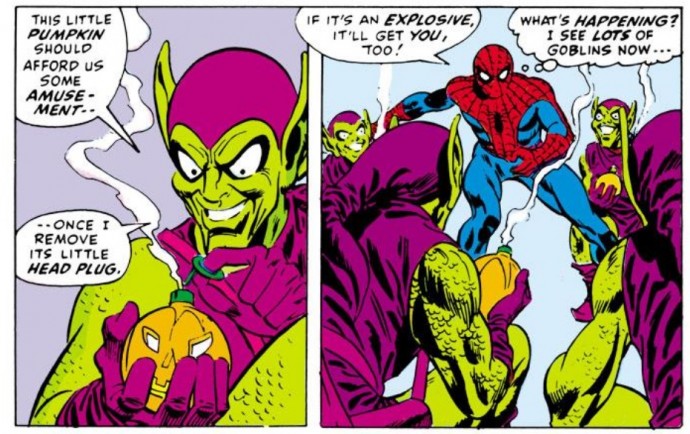 THIS LITTLE
PUMPKIN
SHOULD
AFFORD US
SOME
AMUSE-
MENT--
--ONCE I
REMOVE
ITS LITTLE
HEAD PLUG.
IF IT'S AN EXPLOSIVE,
IT'LL GET YOU,
TOO!
WHAT'S HAPPENING?
I SEE LOTS OF
GOBLINS NOW---